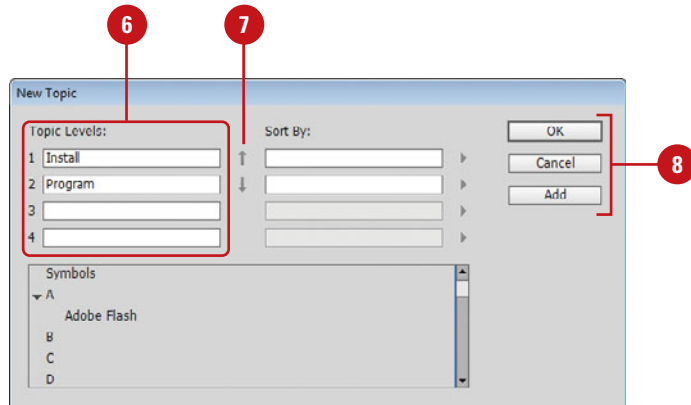 6 7
New Topic
Topic Levels: Sort By: OK
1 Install Cancel
2 Program Add
3
4
8
Symbols
A
Adobe Flash
B
C
D